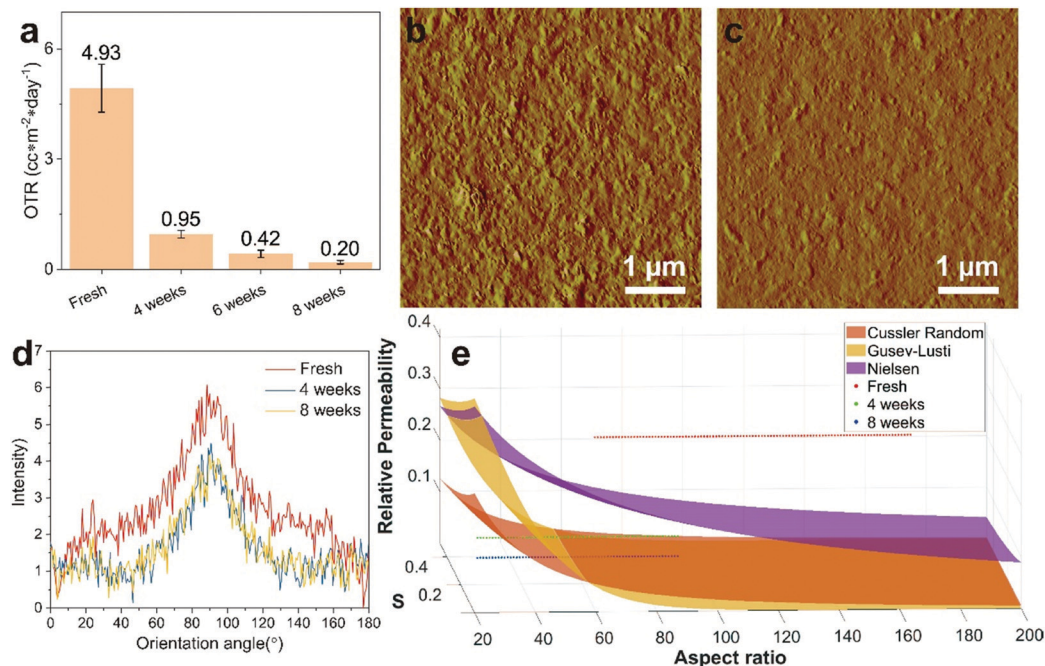 a
OTR (cc*m⁻²*day⁻¹)
6
3
0
4.93
0.95
0.42
0.20
Fresh
4 weeks
6 weeks
8 weeks
b
1 µm
c
1 µm
d
Intensity
7
6
5
4
3
2
1
0
Fresh
4 weeks
8 weeks
0 20 40 60 80 100 120 140 160 180
Orientation angle(°)
e
Relative Permeability
0.4
0.3
0.2
0.1
0.4
0.2
S
Cussler Random
Gusev-Lusti
Nielsen
Fresh
4 weeks
8 weeks
20 40 60 80 100 120 140 160 180 200
Aspect ratio